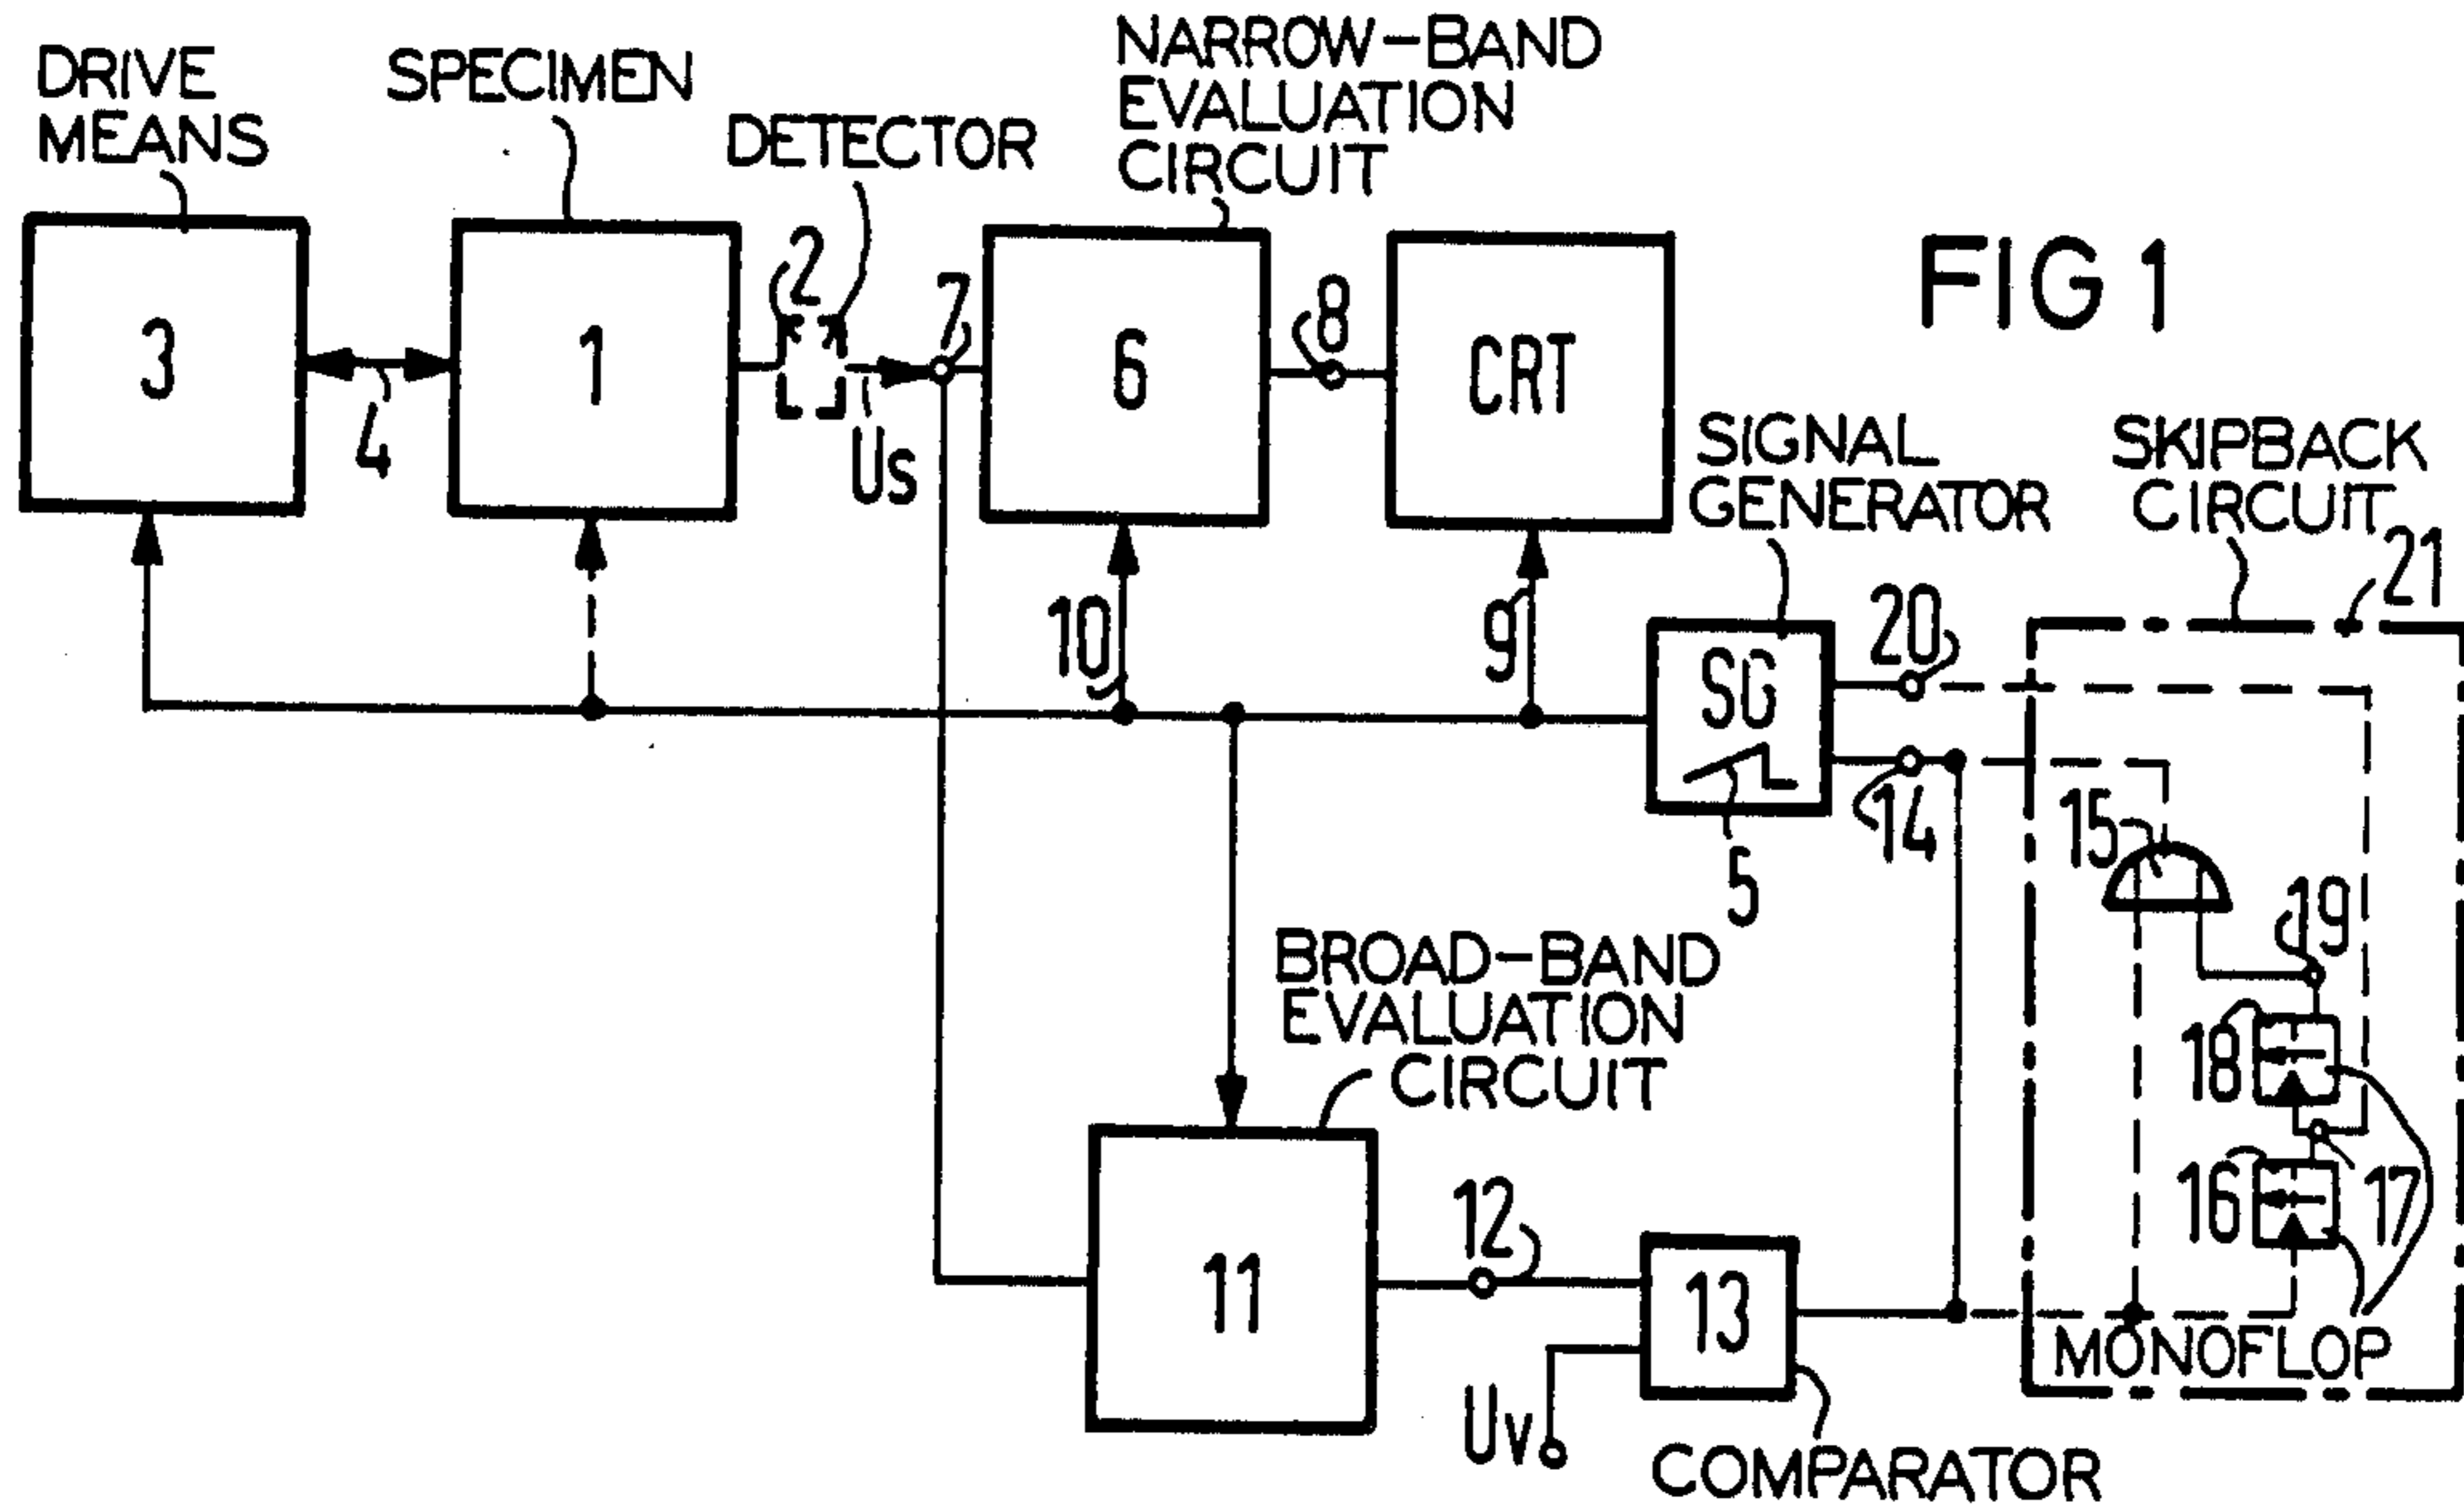 DRIVE
MEANS
SPECIMEN
DETECTOR
NARROW-BAND
EVALUATION
CIRCUIT
FIG 1
3
4
1
2
Us
7
6
8
CRT
SIGNAL
GENERATOR
SKIPBACK
CIRCUIT
21
10
9
SG
20
14
5
15
19
18
16
17
MONOFLOP
BROAD-BAND
EVALUATION
CIRCUIT
11
12
13
Uv
COMPARATOR